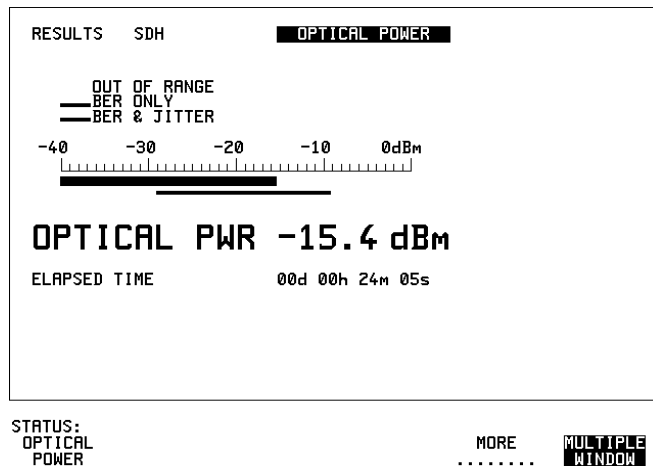 RESULTS SDH OPTICAL POWER
OUT OF RANGE
BER ONLY
BER & JITTER
-40 -30 -20 -10 0dBm
OPTICAL PWR -15.4 dBm
ELAPSED TIME 00d 00h 24m 05s
STATUS:
OPTICAL
POWER
MORE
........
MULTIPLE
WINDOW